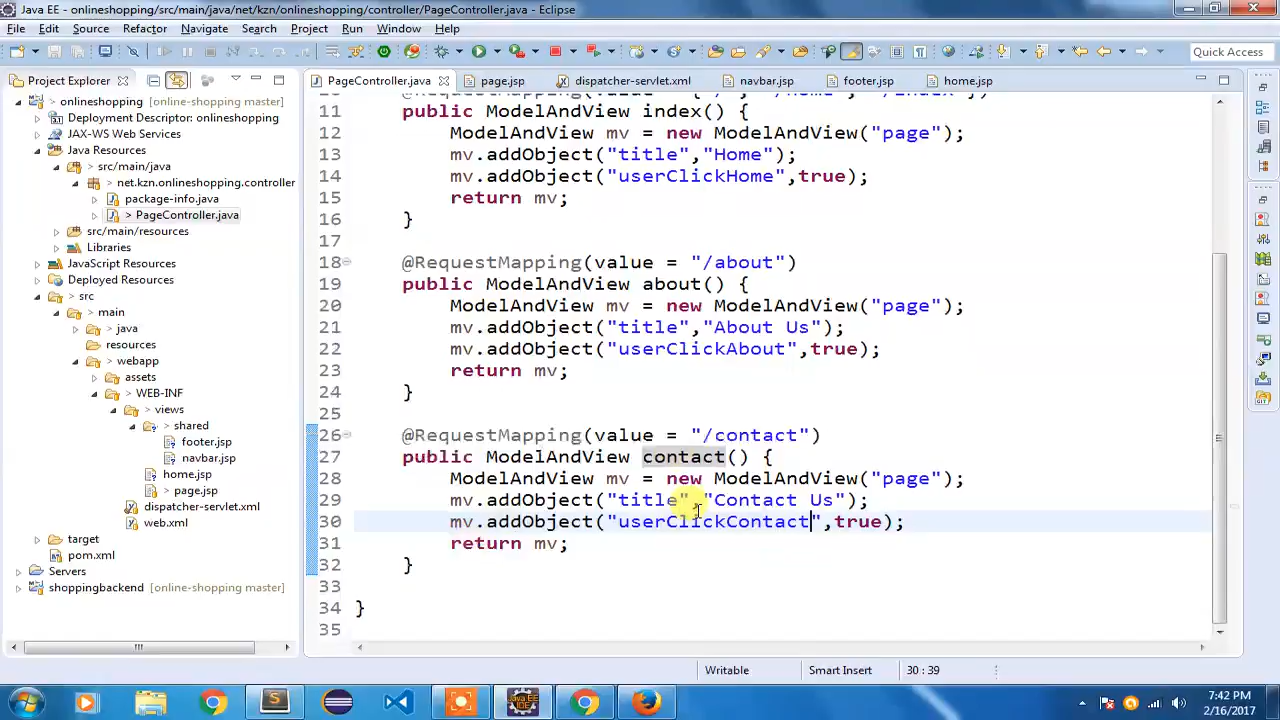 Java EE - onlineshopping/src/main/java/net/kzn/onlineshopping/controller/PageController.java - Eclipse
File Edit Source Refactor Navigate Search Project Run Window Help
Quick Access
Project Explorer
PageController.java page.jsp dispatcher-servlet.xml navbar.jsp footer.jsp home.jsp
onlineshopping [online-shopping master]
Deployment Descriptor: onlineshopping
JAX-WS Web Services
Java Resources
src/main/java
net.kzn.onlineshopping.controller
package-info.java
> PageController.java
src/main/resources
Libraries
JavaScript Resources
Deployed Resources
> src
> main
> java
resources
> webapp
assets
> WEB-INF
> views
> shared
footer.jsp
navbar.jsp
home.jsp
> page.jsp
dispatcher-servlet.xml
web.xml
target
pom.xml
Servers
shoppingbackend [online-shopping master]
11 public ModelAndView index() {
12 ModelAndView mv = new ModelAndView("page");
13 mv.addObject("title","Home");
14 mv.addObject("userClickHome",true);
15 return mv;
16 }
17
18 @RequestMapping(value = "/about")
19 public ModelAndView about() {
20 ModelAndView mv = new ModelAndView("page");
21 mv.addObject("title","About Us");
22 mv.addObject("userClickAbout",true);
23 return mv;
24 }
25
26 @RequestMapping(value = "/contact")
27 public ModelAndView contact() {
28 ModelAndView mv = new ModelAndView("page");
29 mv.addObject("title","Contact Us");
30 mv.addObject("userClickContact",true);
31 return mv;
32 }
33
34 }
35
Writable Smart Insert 30 : 39
7:42 PM
2/16/2017